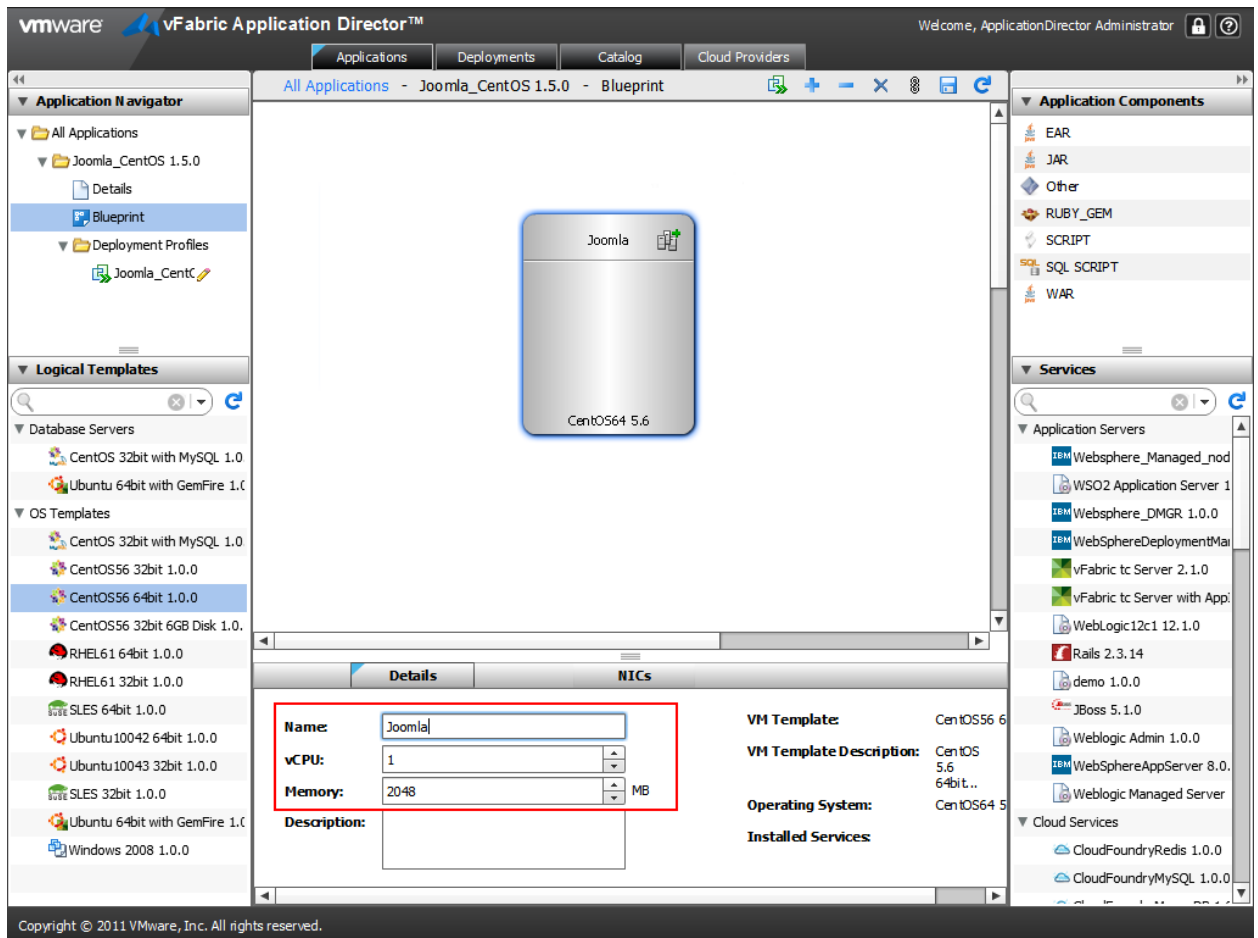 vmware vFabric Application Director™
Welcome, ApplicationDirector Administrator
Applications Deployments Catalog Cloud Providers
Application Navigator
All Applications
Joomla_CentOS 1.5.0
Details
Blueprint
Deployment Profiles
Joomla_CentC
Logical Templates
Database Servers
CentOS 32bit with MySQL 1.0
Ubuntu 64bit with GemFire 1.0
OS Templates
CentOS 32bit with MySQL 1.0
CentOS56 32bit 1.0.0
CentOS56 64bit 1.0.0
CentOS56 32bit 6GB Disk 1.0.
RHEL61 64bit 1.0.0
RHEL61 32bit 1.0.0
SLES 64bit 1.0.0
Ubuntu10042 64bit 1.0.0
Ubuntu10043 32bit 1.0.0
SLES 32bit 1.0.0
Ubuntu 64bit with GemFire 1.0
Windows 2008 1.0.0
All Applications - Joomla_CentOS 1.5.0 - Blueprint
Joomla
CentOS64 5.6
Details NICs
Name: Joomla
vCPU: 1
Memory: 2048 MB
Description:
VM Template: CentOS56 6
VM Template Description: CentOS
5.6
64bit...
Operating System: CentOS64 5
Installed Services:
Application Components
EAR
JAR
Other
RUBY_GEM
SCRIPT
SQL SCRIPT
WAR
Services
Application Servers
Websphere_Managed_nod
WSO2 Application Server 1
Websphere_DMGR 1.0.0
WebSphereDeploymentMa
vFabric tc Server 2.1.0
vFabric tc Server with App
WebLogic12c1 12.1.0
Rails 2.3.14
demo 1.0.0
JBoss 5.1.0
Weblogic Admin 1.0.0
WebSphereAppServer 8.0.
Weblogic Managed Server
Cloud Services
CloudFoundryRedis 1.0.0
CloudFoundryMySQL 1.0.0
Copyright © 2011 VMware, Inc. All rights reserved.